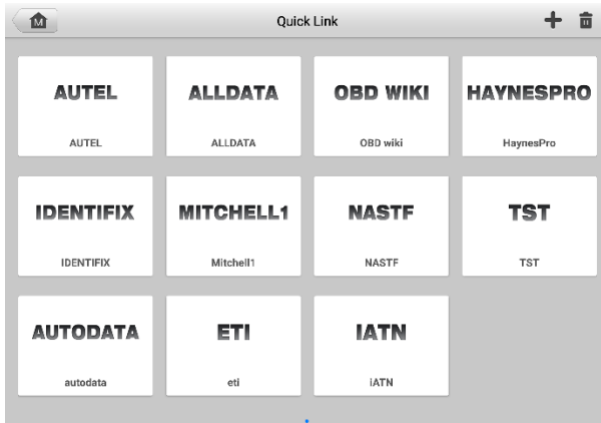 M
Quick Link
AUTEL
AUTEL
ALLDATA
ALLDATA
OBD WIKI
OBD wiki
HAYNESPRO
HaynesPro
IDENTIFIX
IDENTIFIX
MITCHELL1
Mitchell1
NASTF
NASTF
TST
TST
AUTODATA
autodata
ETI
eti
IATN
iATN